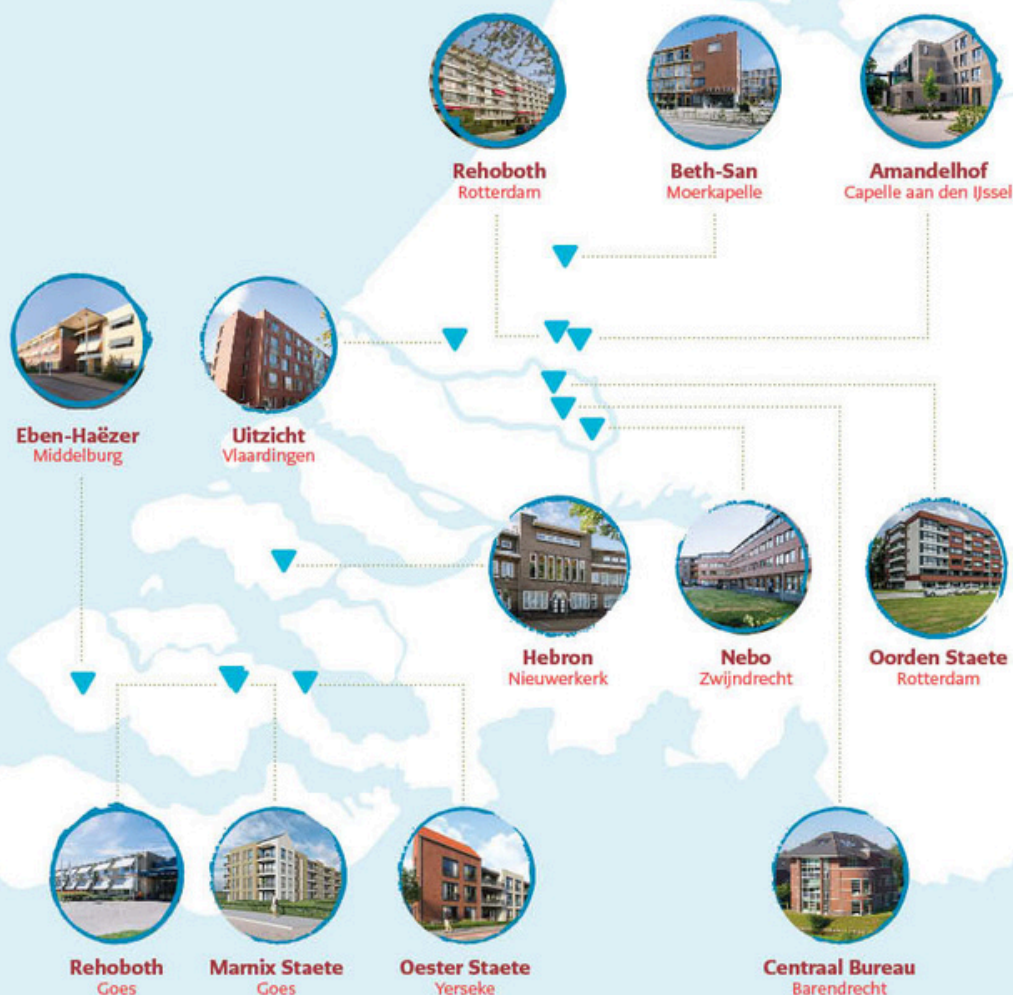 Rehoboth
Rotterdam
Beth-San
Moerkapelle
Amandelhof
Capelle aan den IJssel
Eben-Haëzer
Middelburg
Uitzicht
Vlaardingen
Hebron
Nieuwerkerk
Nebo
Zwijndrecht
Oorden Staete
Rotterdam
Rehoboth
Goes
Marnix Staete
Goes
Oester Staete
Yerseke
Centraal Bureau
Barendrecht